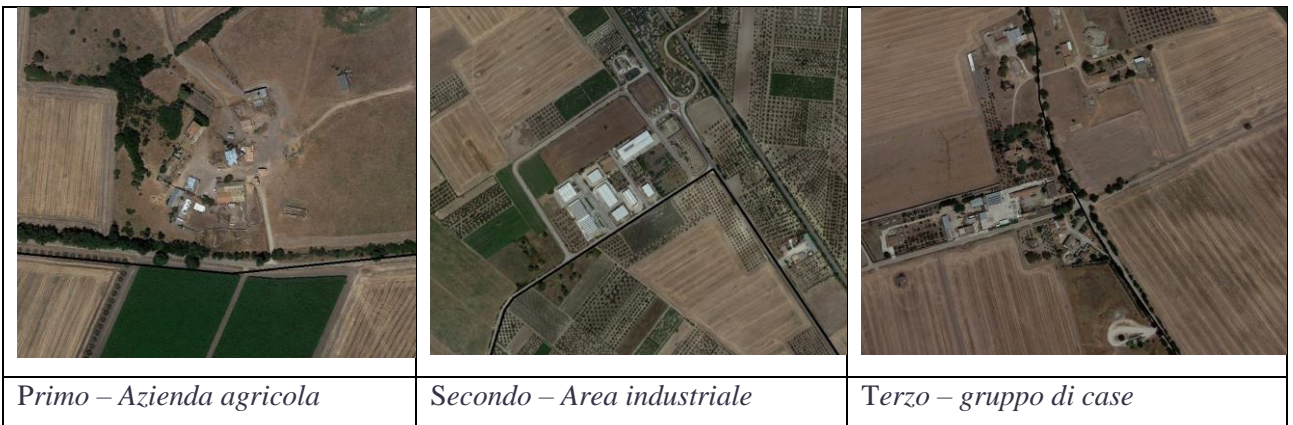 Primo – Azienda agricola
Secondo – Area industriale
Terzo – gruppo di case